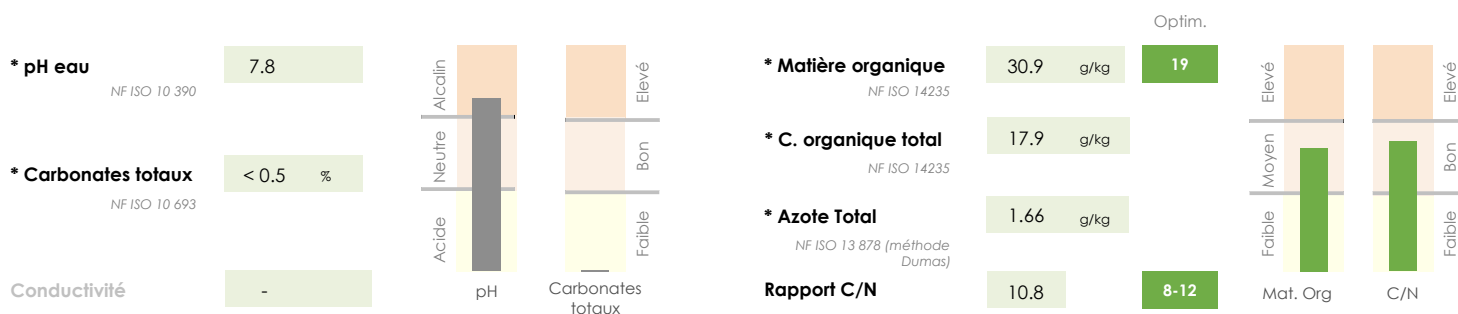 Optim.
* pH eau 7.8
NF ISO 10 390
* Carbonates totaux < 0.5 %
NF ISO 10 693
Conductivité -
Alcalin
Neutre
Acide
Elevé
Bon
Faible
pH
Carbonates
totaux
* Matière organique 30.9 g/kg 19
NF ISO 14235
* C. organique total 17.9 g/kg
NF ISO 14235
* Azote Total 1.66 g/kg
NF ISO 13 878 (méthode
Dumas)
Rapport C/N 10.8 8-12
Elevé
Moyen
Faible
Elevé
Bon
Faible
Mat. Org
C/N